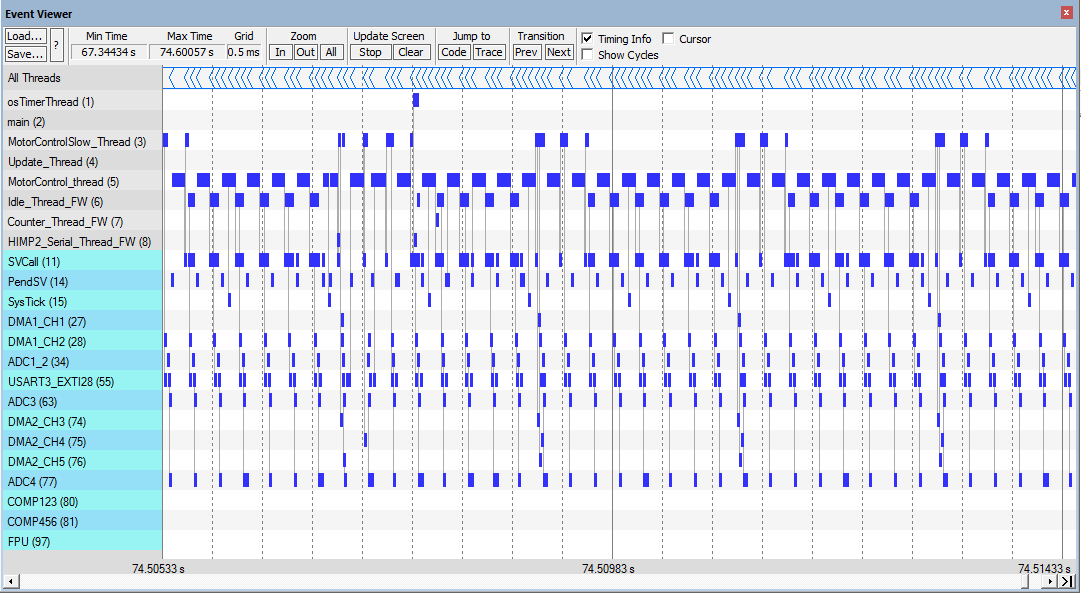 Event Viewer
Load... Min Time Max Time Grid Zoom Update Screen Jump to Transition Timing Info Cursor
Save... ? 67.34434 s 74.60057 s 0.5 ms In Out All Stop Clear Code Trace Prev Next Show Cycles
All Threads
osTimerThread (1)
main (2)
MotorControlSlow_Thread (3)
Update_Thread (4)
MotorControl_thread (5)
Idle_Thread_FW (6)
Counter_Thread_FW (7)
HIMP2_Serial_Thread_FW (8)
SVCall (11)
PendSV (14)
SysTick (15)
DMA1_CH1 (27)
DMA1_CH2 (28)
ADC1_2 (34)
USART3_EXTI28 (55)
ADC3 (63)
DMA2_CH3 (74)
DMA2_CH4 (75)
DMA2_CH5 (76)
ADC4 (77)
COMP123 (80)
COMP456 (81)
FPU (97)
74.50533 s 74.50983 s 74.51433 s